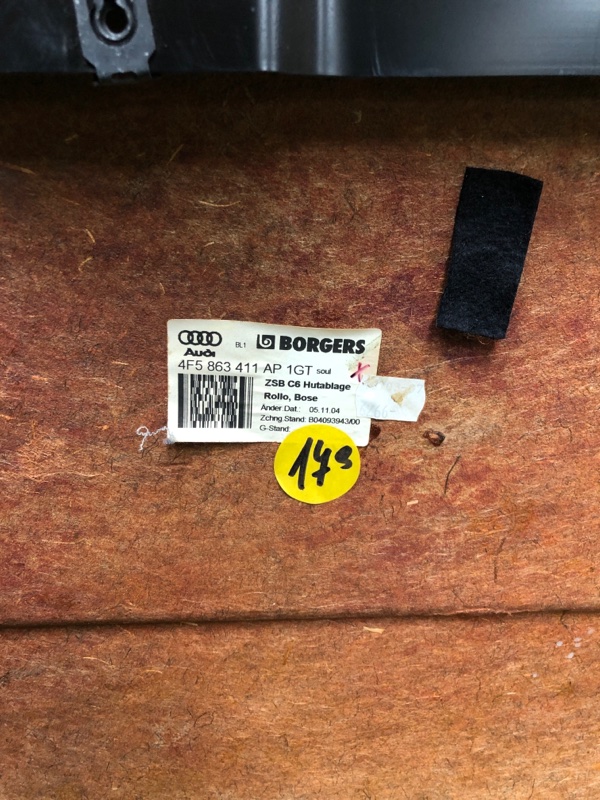 BL1 BORGERS
Audi
4F5 863 411 AP 1GT soul
ZSB C6 Hutablage
Rollo, Bose
Änder.Dat.: 05.11.04
Zchng.Stand: B04093943/00
G-Stand: